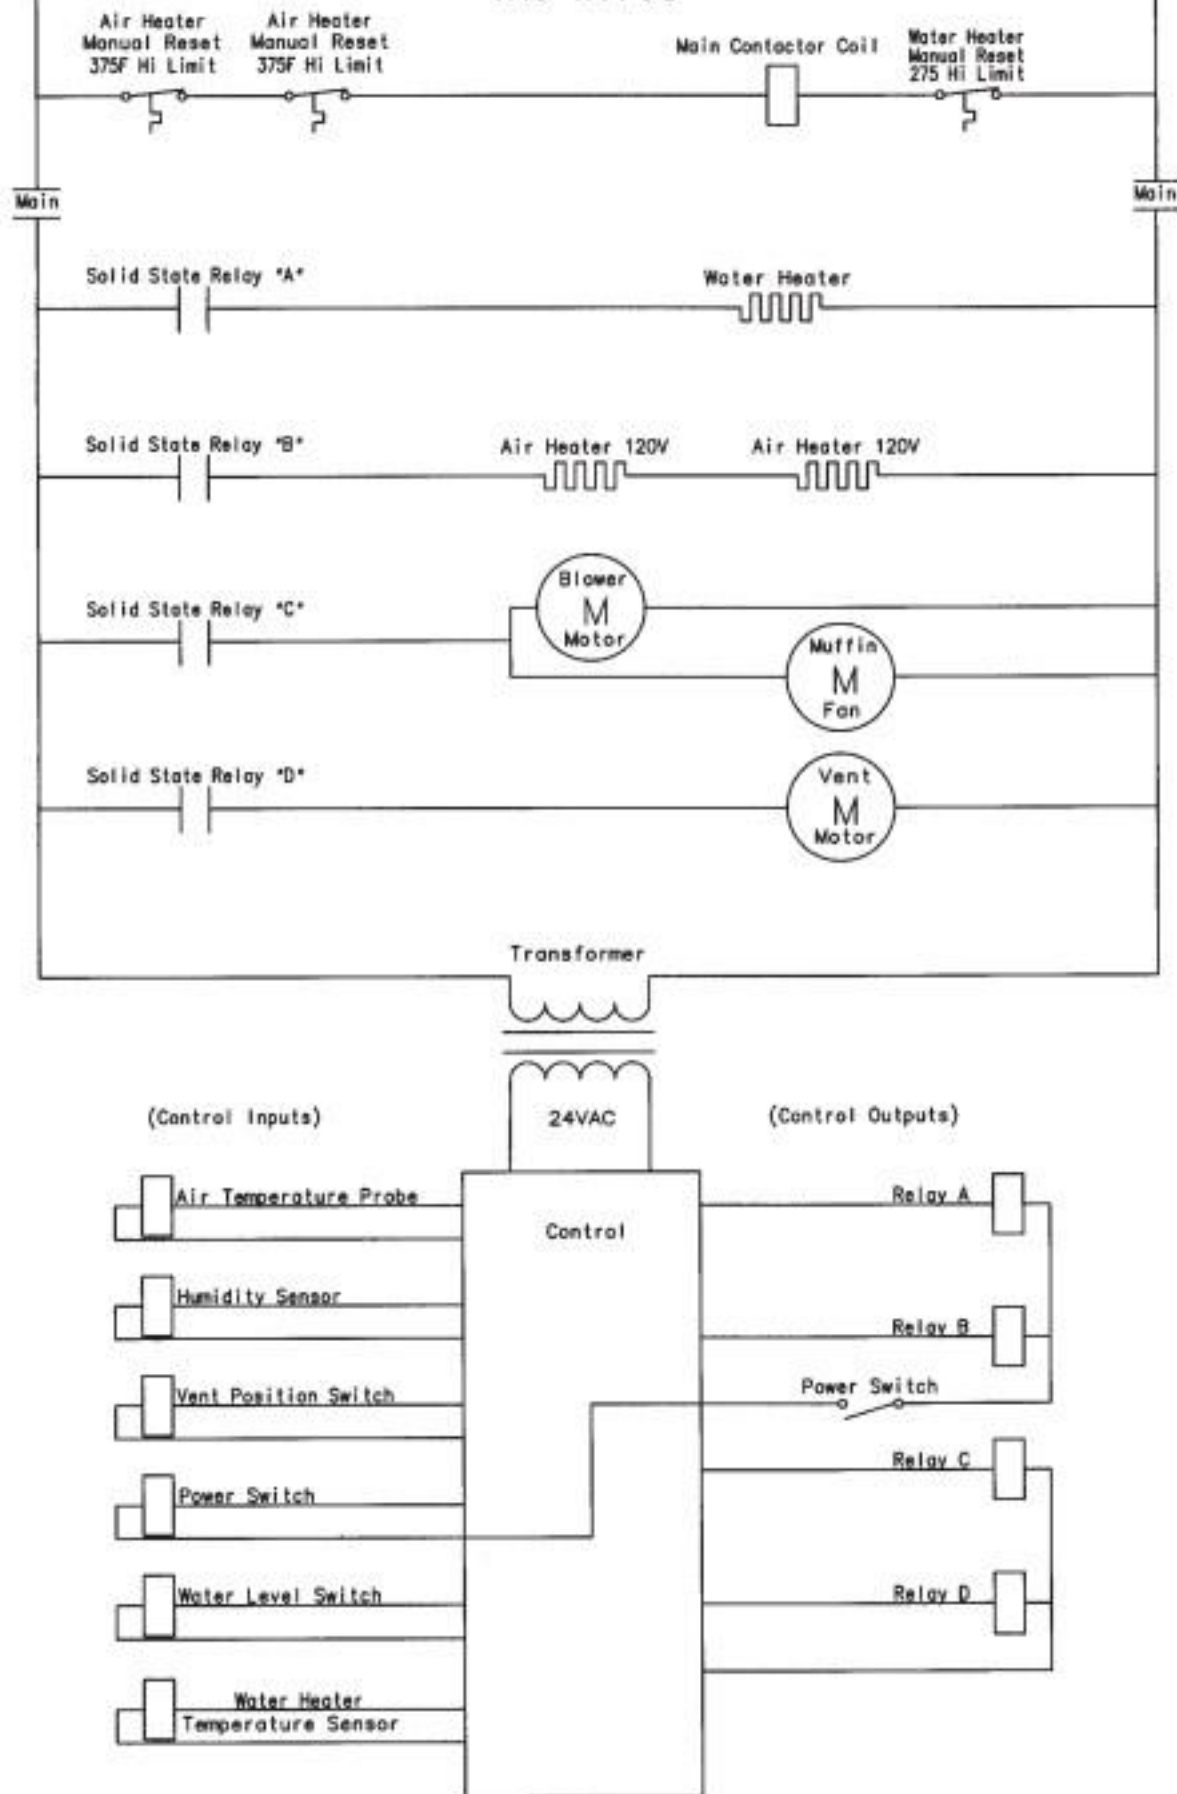 Air Heater
Manual Reset
375F Hi Limit
Air Heater
Manual Reset
375F Hi Limit
Main Contactor Coil
Water Heater
Manual Reset
275 Hi Limit
Main
Main
Solid State Relay "A"
Water Heater
Solid State Relay "B"
Air Heater 120V
Air Heater 120V
Solid State Relay "C"
Blower
M
Motor
Muffin
M
Fan
Solid State Relay "D"
Vent
M
Motor
Transformer
(Control Inputs)
24VAC
(Control Outputs)
Air Temperature Probe
Control
Relay A
Humidity Sensor
Relay B
Vent Position Switch
Power Switch
Relay C
Power Switch
Water Level Switch
Relay D
Water Heater
Temperature Sensor